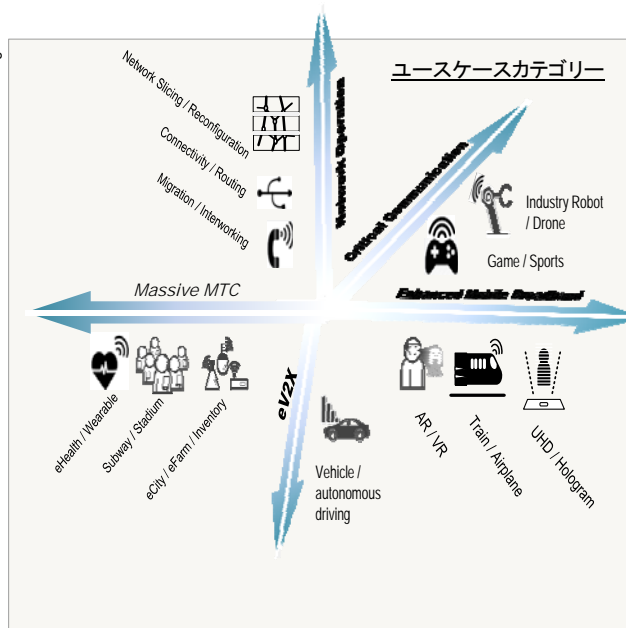 ユースケースカテゴリー
Network Slicing / Reconfiguration
Connectivity / Routing
Migration / Interworking
Network Operation
Critical Communication
Industry Robot
/ Drone
Game / Sports
Massive MTC
Enhanced Mobile Broadband
eHealth / Wearable
Subway / Stadium
eCity / eFarm / Inventory
eV2X
Vehicle /
autonomous
driving
AR / VR
Train / Airplane
UHD / Hologram